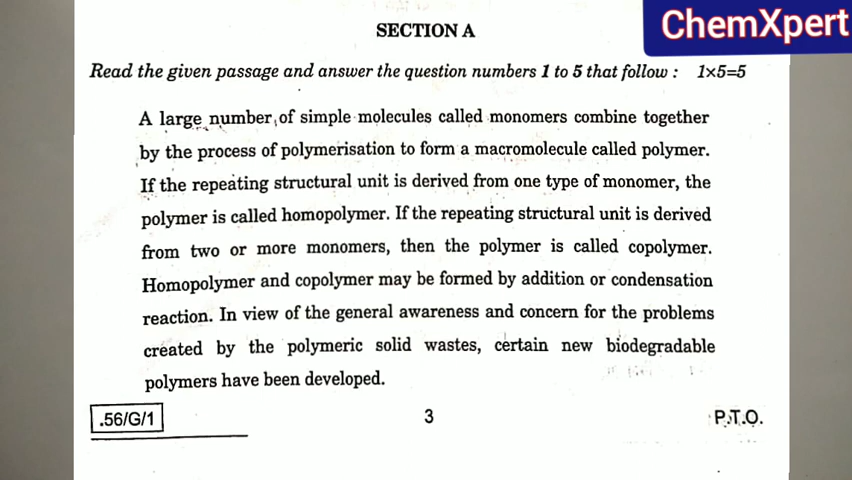 ChemXpert
SECTION A
Read the given passage and answer the question numbers 1 to 5 that follow : 1×5=5
A large number of simple molecules called monomers combine together
by the process of polymerisation to form a macromolecule called polymer.
If the repeating structural unit is derived from one type of monomer, the
polymer is called homopolymer. If the repeating structural unit is derived
from two or more monomers, then the polymer is called copolymer.
Homopolymer and copolymer may be formed by addition or condensation
reaction. In view of the general awareness and concern for the problems
created by the polymeric solid wastes, certain new biodegradable
polymers have been developed.
.56/G/1 3 P.T.O.